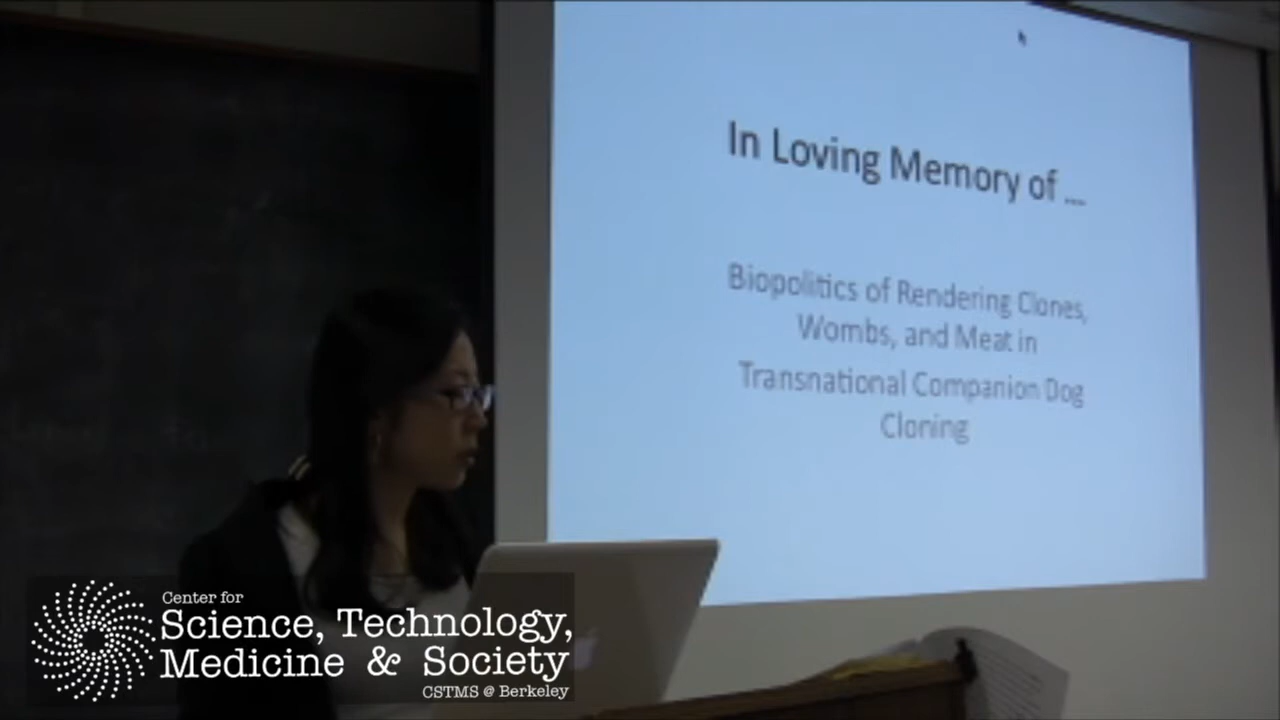 In Loving Memory of ...
Biopolitics of Rendering Clones,
Wombs, and Meat in
Transnational Companion Dog
Cloning
Center for
Science, Technology,
Medicine & Society
CSTMS @ Berkeley